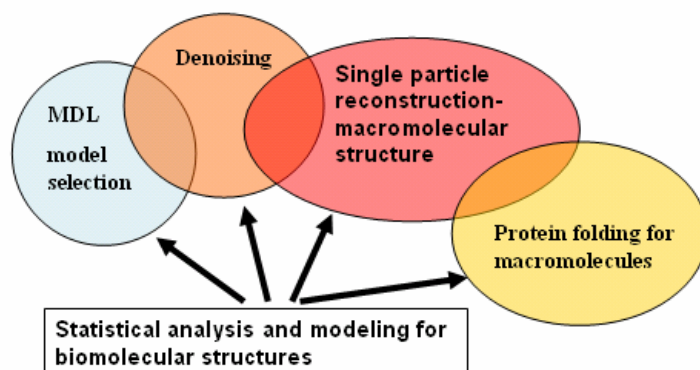 Denoising
MDL
model
selection
Single particle
reconstruction-
macromolecular
structure
Protein folding for
macromolecules
Statistical analysis and modeling for
biomolecular structures